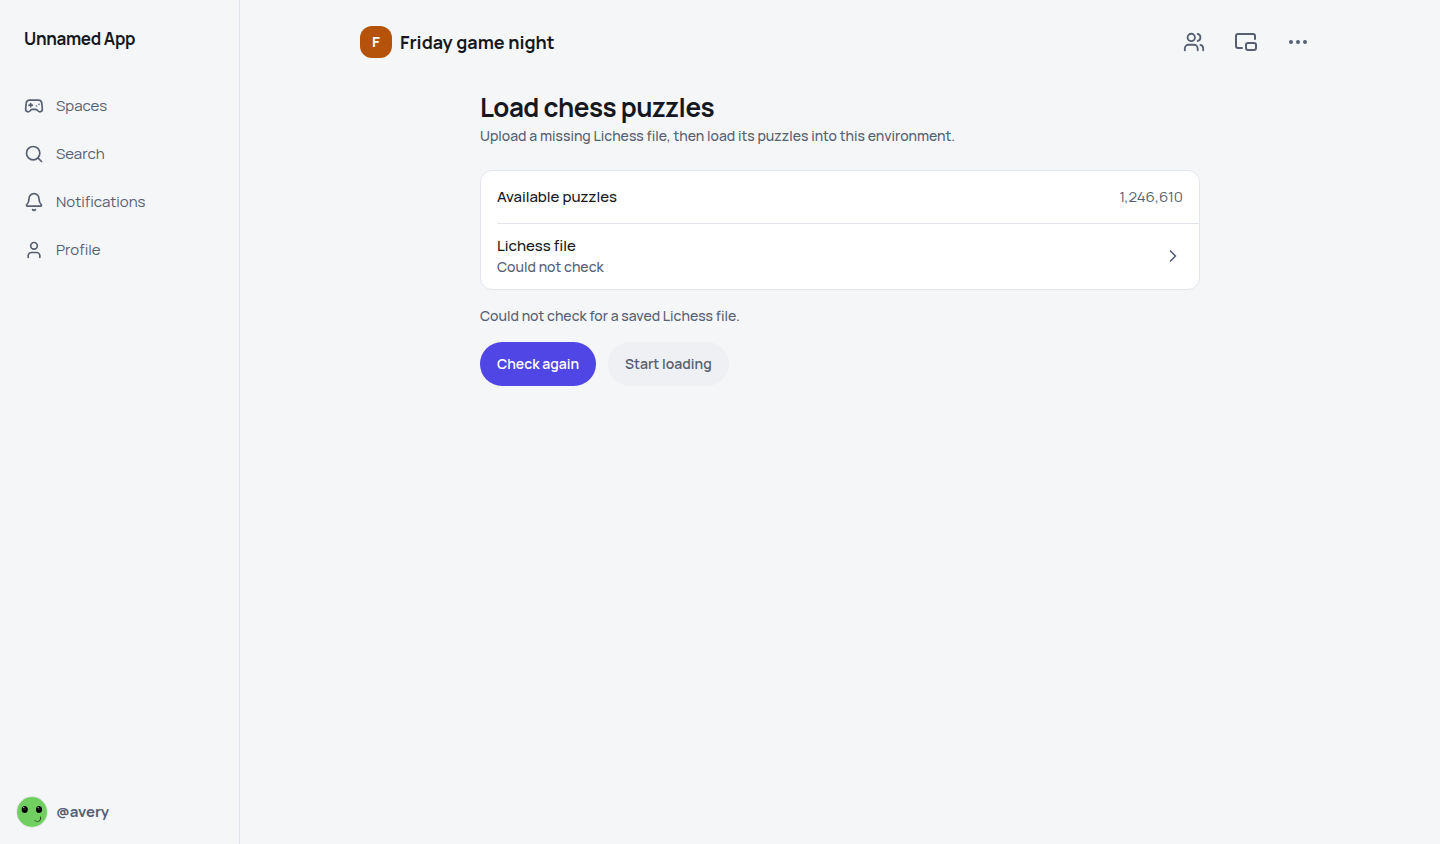 Unnamed App
Spaces
Search
Notifications
Profile
@avery
F
Friday game night
Load chess puzzles
Upload a missing Lichess file, then load its puzzles into this environment.
Available puzzles
1,246,610
Lichess file
Could not check
Could not check for a saved Lichess file.
Check again
Start loading